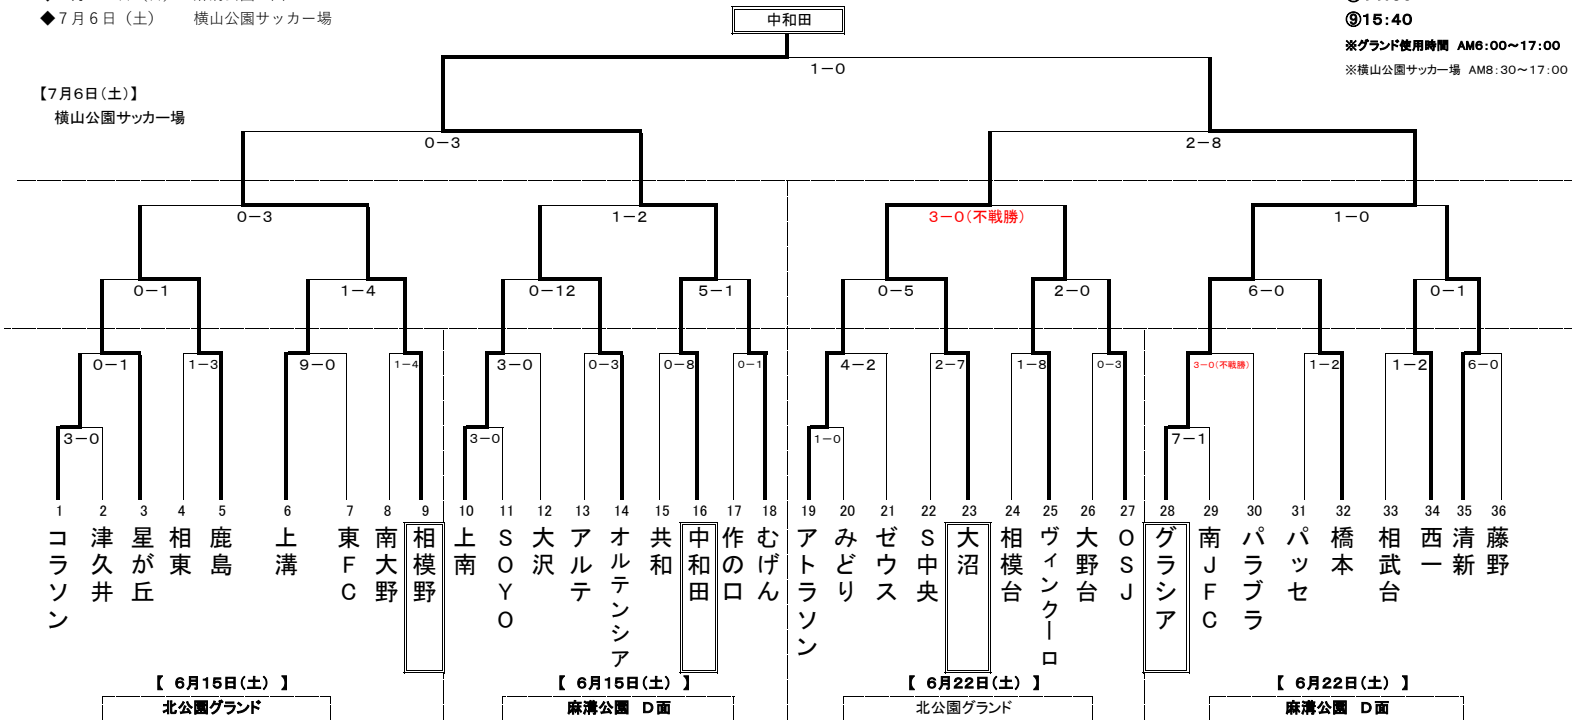 ◆７月６日（土）　横山公園サッカー場
中和田
⑨15:40
※グランド使用時間 AM6:00～17:00
※横山公園サッカー場 AM8:30～17:00
1－0
【7月6日（土）】
横山公園サッカー場
0－3
2－8
0－3
1－2
3－0（不戦勝）
1－0
0－1
1－4
0－12
5－1
0－5
2－0
6－0
0－1
0－1
1－3
9－0
1－4
3－0
0－3
0－8
0－1
4－2
2－7
1－8
0－3
3－0（不戦勝）
1－2
1－2
6－0
3－0
3－0
1－0
7－1
1 コラソン
2 津久井
3 星が丘
4 相東
5 鹿島
6 上溝
7 東ＦＣ
8 南大野
9 相模野
10 上南
11 ＳＯＹＯ
12 大沢
13 アルテ
14 オルテンシア
15 共和
16 中和田
17 作の口
18 むげん
19 アトラソン
20 みどり
21 ゼウス
22 Ｓ中央
23 大沼
24 相模台
25 ヴィンクーロ
26 大野台
27 ＯＳＪ
28 グラシア
29 南ＪＦＣ
30 パラブラ
31 パッセ
32 橋本
33 相武台
34 西一
35 清新
36 藤野
【 6月15日（土） 】
北公園グランド
【 6月15日（土） 】
麻溝公園 Ｄ面
【 6月22日（土） 】
北公園グランド
【 6月22日（土） 】
麻溝公園 Ｄ面